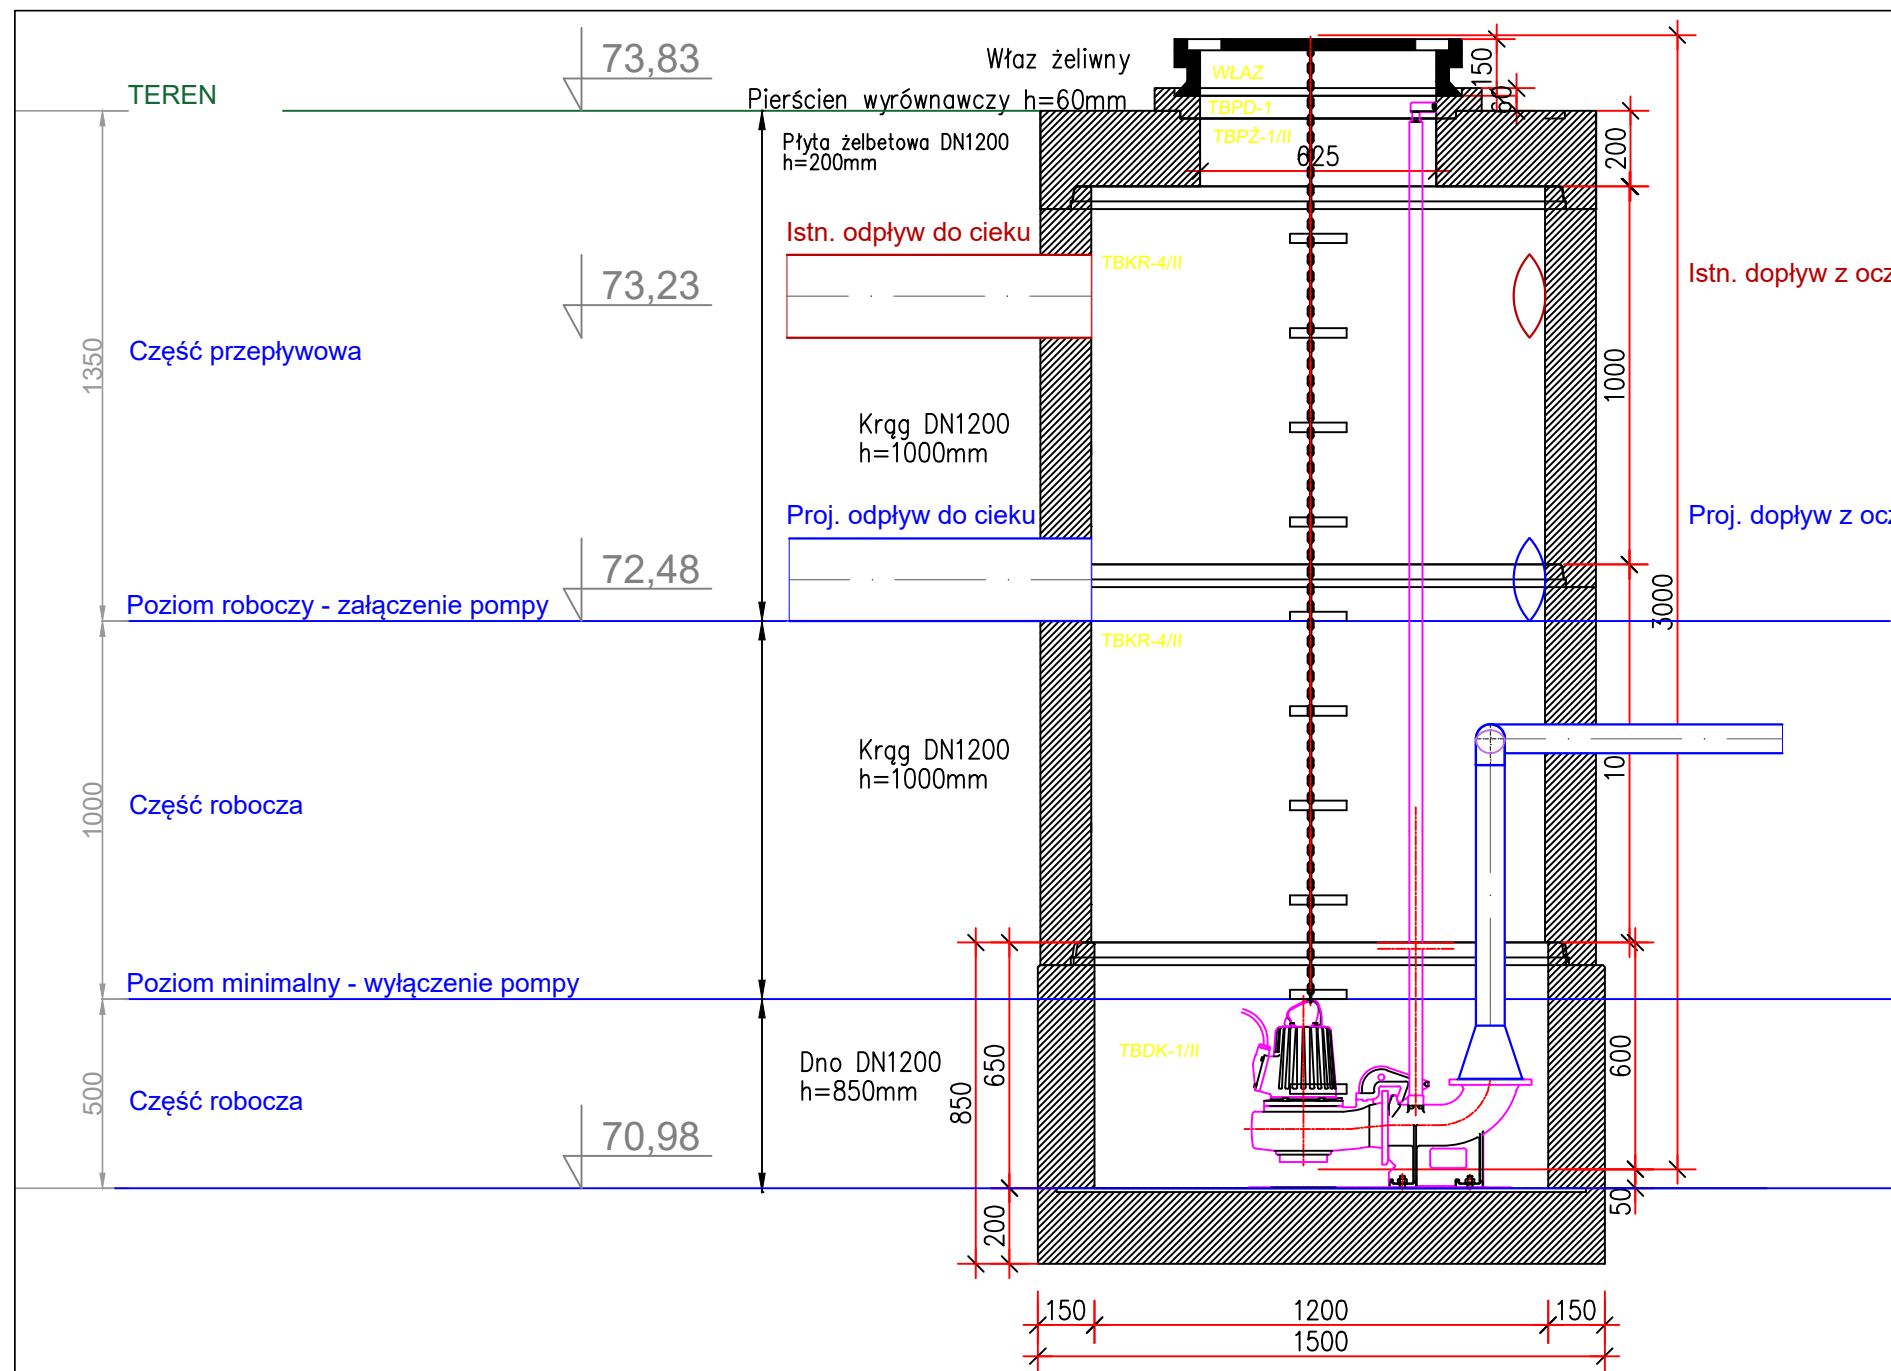 73,83
Właz żeliwny
WŁAZ
150
TEREN
Pierścien wyrównawczy h=60mm
60
TBPD-1
TBPŻ-1/II
Płyta żelbetowa DN1200
h=200mm
625
200
Istn. odpływ do cieku
TBKR-4/II
73,23
Istn. dopływ z ocz
1350
Część przepływowa
1000
Krąg DN1200
h=1000mm
Proj. odpływ do cieku
Proj. dopływ z ocz
72,48
Poziom roboczy - załączenie pompy
3000
TBKR-4/II
Krąg DN1200
h=1000mm
10
1000
Część robocza
Poziom minimalny - wyłączenie pompy
TBDK-1/II
Dno DN1200
h=850mm
650
600
850
500
Część robocza
70,98
50
200
150
1200
150
1500